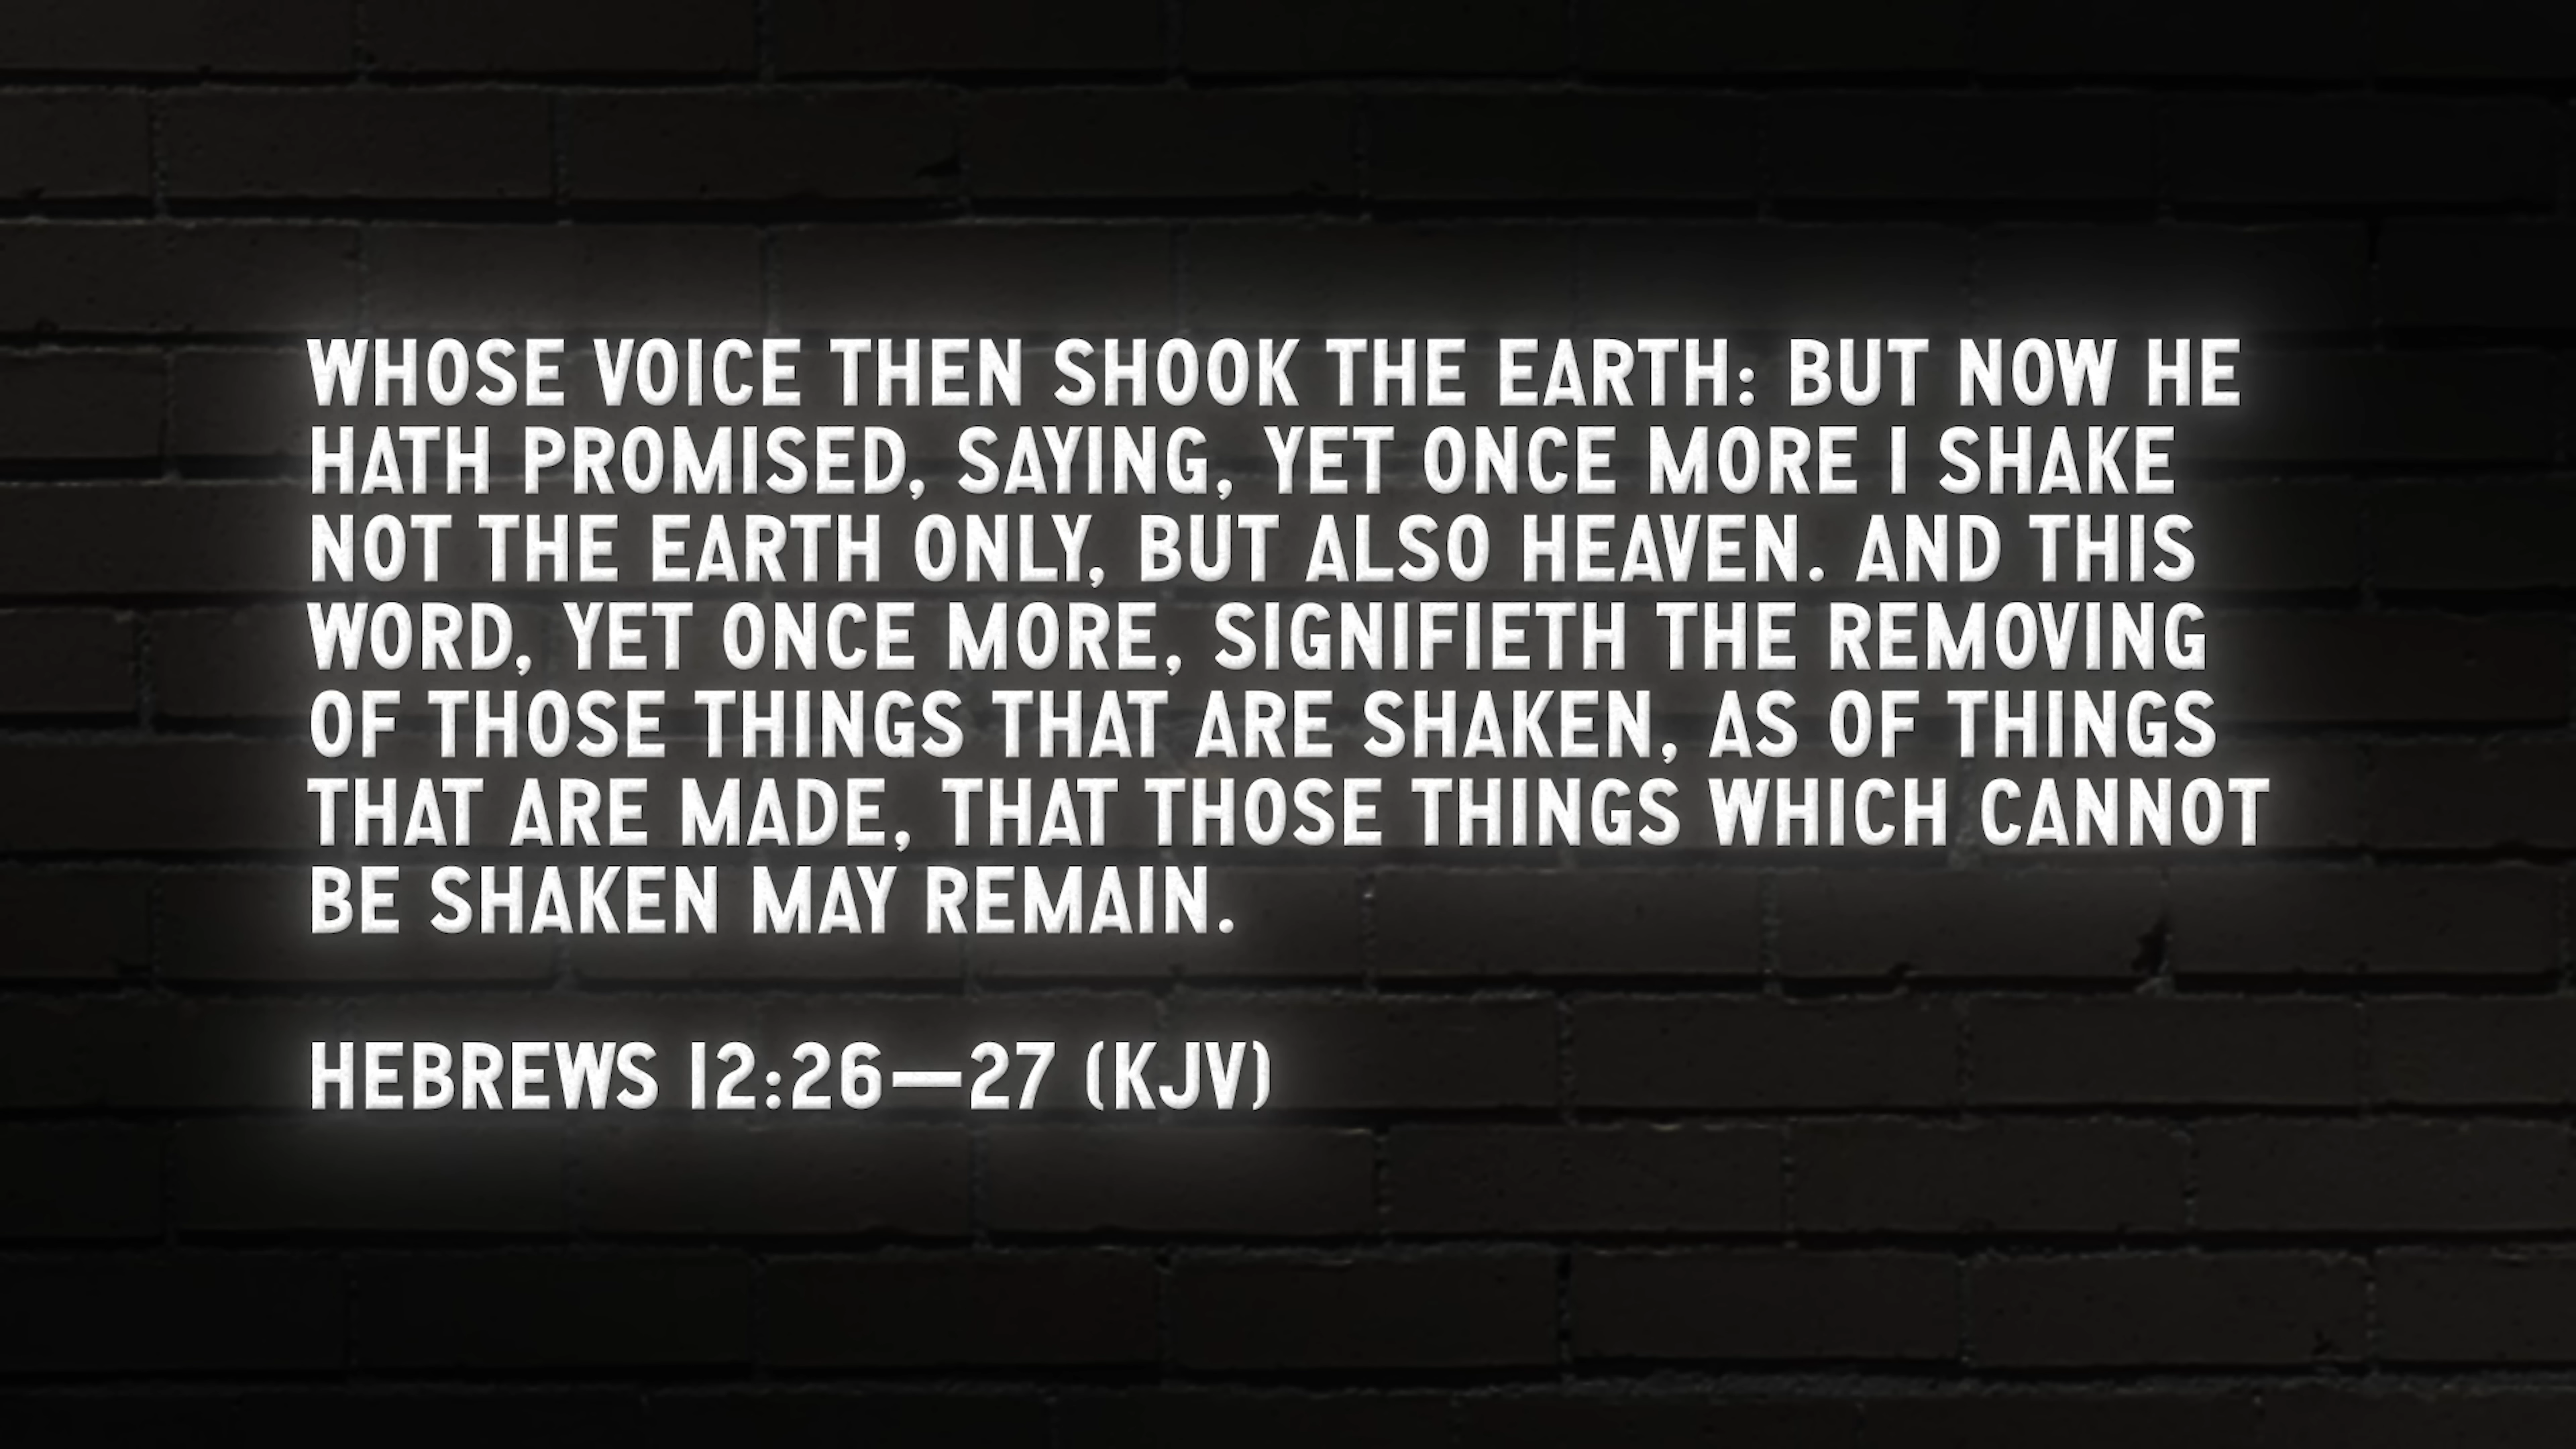 WHOSE VOICE THEN SHOOK THE EARTH: BUT NOW HE
HATH PROMISED, SAYING, YET ONCE MORE I SHAKE
NOT THE EARTH ONLY, BUT ALSO HEAVEN. AND THIS
WORD, YET ONCE MORE, SIGNIFIETH THE REMOVING
OF THOSE THINGS THAT ARE SHAKEN, AS OF THINGS
THAT ARE MADE, THAT THOSE THINGS WHICH CANNOT
BE SHAKEN MAY REMAIN.
HEBREWS 12:26—27 (KJV)